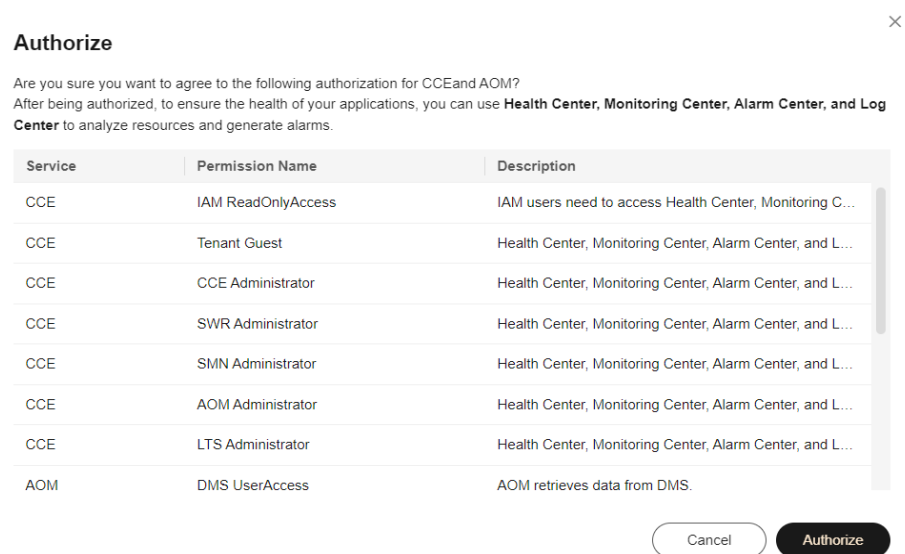 Authorize
Are you sure you want to agree to the following authorization for CCEand AOM?
After being authorized, to ensure the health of your applications, you can use Health Center, Monitoring Center, Alarm Center, and Log
Center to analyze resources and generate alarms.
Service Permission Name Description
CCE IAM ReadOnlyAccess IAM users need to access Health Center, Monitoring C...
CCE Tenant Guest Health Center, Monitoring Center, Alarm Center, and L...
CCE CCE Administrator Health Center, Monitoring Center, Alarm Center, and L...
CCE SWR Administrator Health Center, Monitoring Center, Alarm Center, and L...
CCE SMN Administrator Health Center, Monitoring Center, Alarm Center, and L...
CCE AOM Administrator Health Center, Monitoring Center, Alarm Center, and L...
CCE LTS Administrator Health Center, Monitoring Center, Alarm Center, and L...
AOM DMS UserAccess AOM retrieves data from DMS.
Cancel Authorize